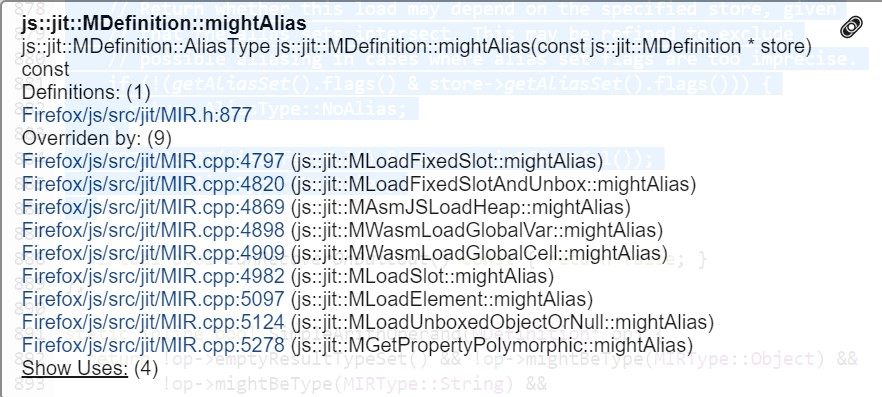 js::jit::MDefinition::mightAlias
js::jit::MDefinition::AliasType js::jit::MDefinition::mightAlias(const js::jit::MDefinition * store)
const
Definitions: (1)
Firefox/js/src/jit/MIR.h:877
Overriden by: (9)
Firefox/js/src/jit/MIR.cpp:4797 (js::jit::MLoadFixedSlot::mightAlias)
Firefox/js/src/jit/MIR.cpp:4820 (js::jit::MLoadFixedSlotAndUnbox::mightAlias)
Firefox/js/src/jit/MIR.cpp:4869 (js::jit::MAsmJSLoadHeap::mightAlias)
Firefox/js/src/jit/MIR.cpp:4898 (js::jit::MWasmLoadGlobalVar::mightAlias)
Firefox/js/src/jit/MIR.cpp:4909 (js::jit::MWasmLoadGlobalCell::mightAlias)
Firefox/js/src/jit/MIR.cpp:4982 (js::jit::MLoadSlot::mightAlias)
Firefox/js/src/jit/MIR.cpp:5097 (js::jit::MLoadElement::mightAlias)
Firefox/js/src/jit/MIR.cpp:5124 (js::jit::MLoadUnboxedObjectOrNull::mightAlias)
Firefox/js/src/jit/MIR.cpp:5278 (js::jit::MGetPropertyPolymorphic::mightAlias)
Show Uses: (4)